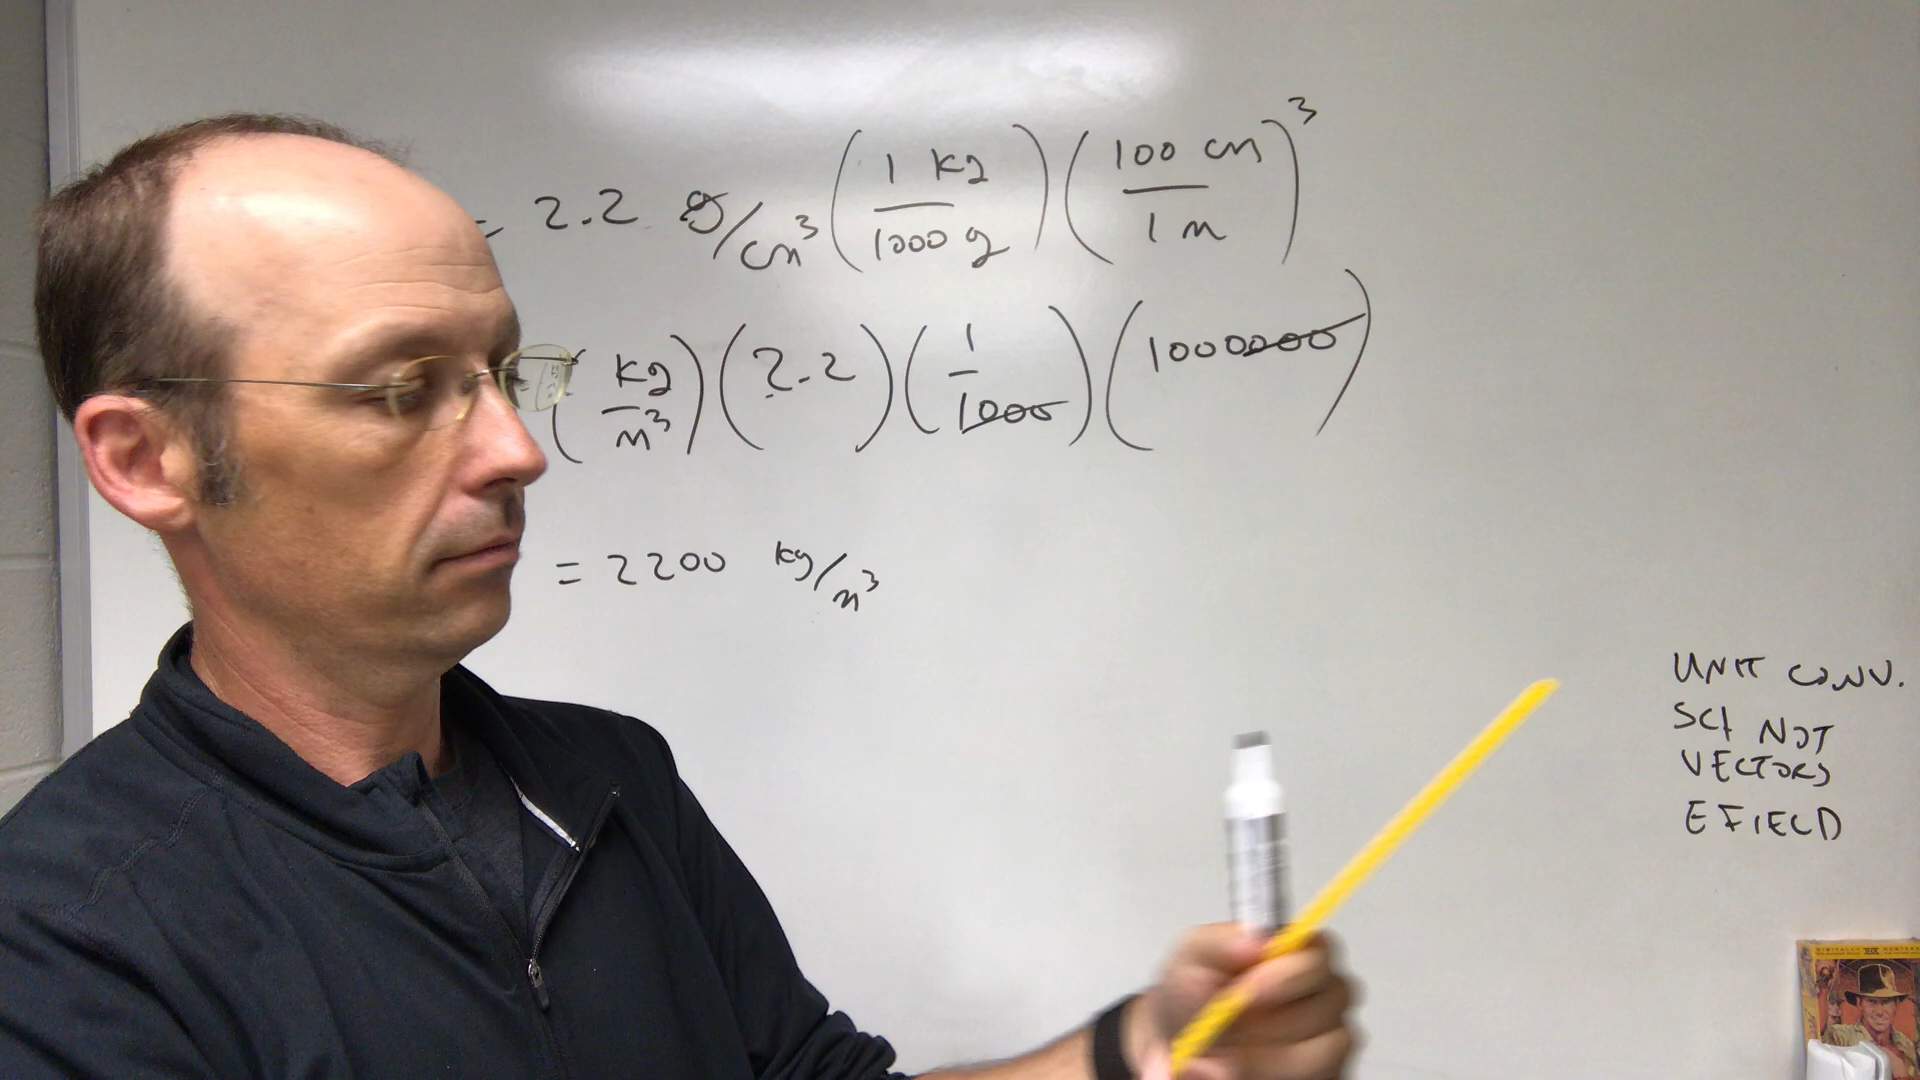 = 2.2 g/cm³ (1 kg / 1000 g) (100 cm / 1 m)³
(kg / m³) (2.2) (1 / 1000) (1000000)
= 2200 kg/m³
UNIT CONV.
SCI NOT
VECTORS
E FIELD